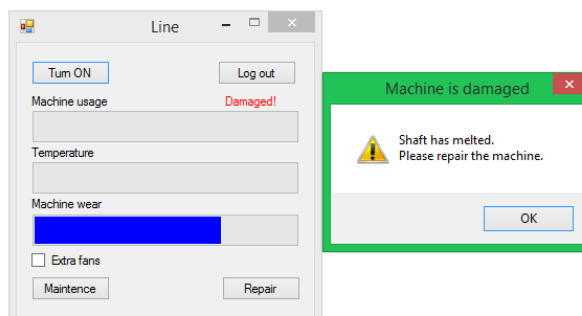 Line
Turn ON
Log out
Machine usage
Damaged!
Temperature
Machine wear
Extra fans
Maintence
Repair
Machine is damaged
Shaft has melted.
Please repair the machine.
OK